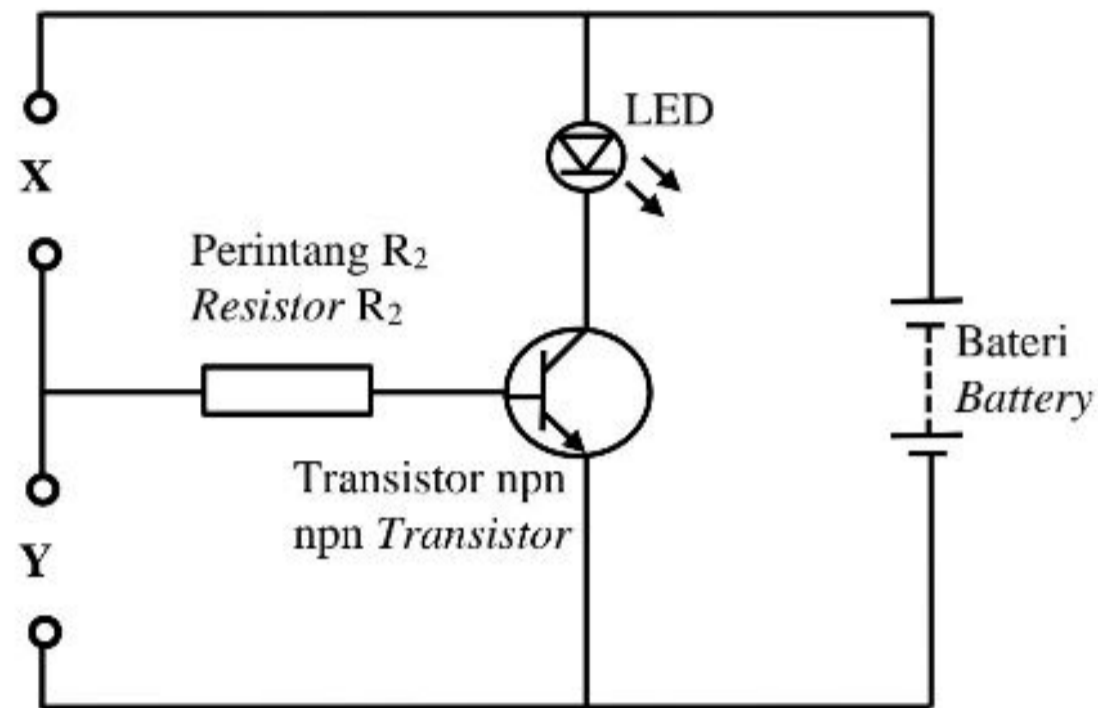 LED
X
Perintang R₂
Resistor R₂
Bateri
Battery
Transistor npn
npn Transistor
Y